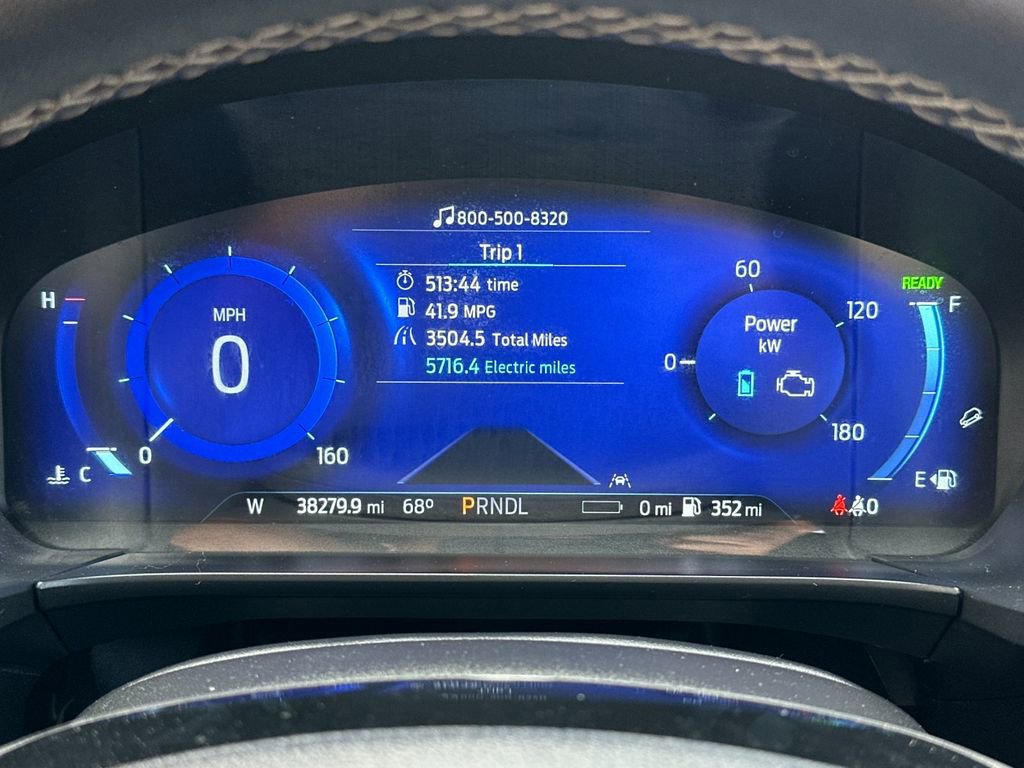 800-500-8320
Trip 1
513:44 time
41.9 MPG
3504.5 Total Miles
5716.4 Electric miles
H
C
MPH
0
0
160
Power
kW
0
60
120
180
READY
F
E
W 38279.9 mi 68° PRNDL 0 mi 352 mi
0